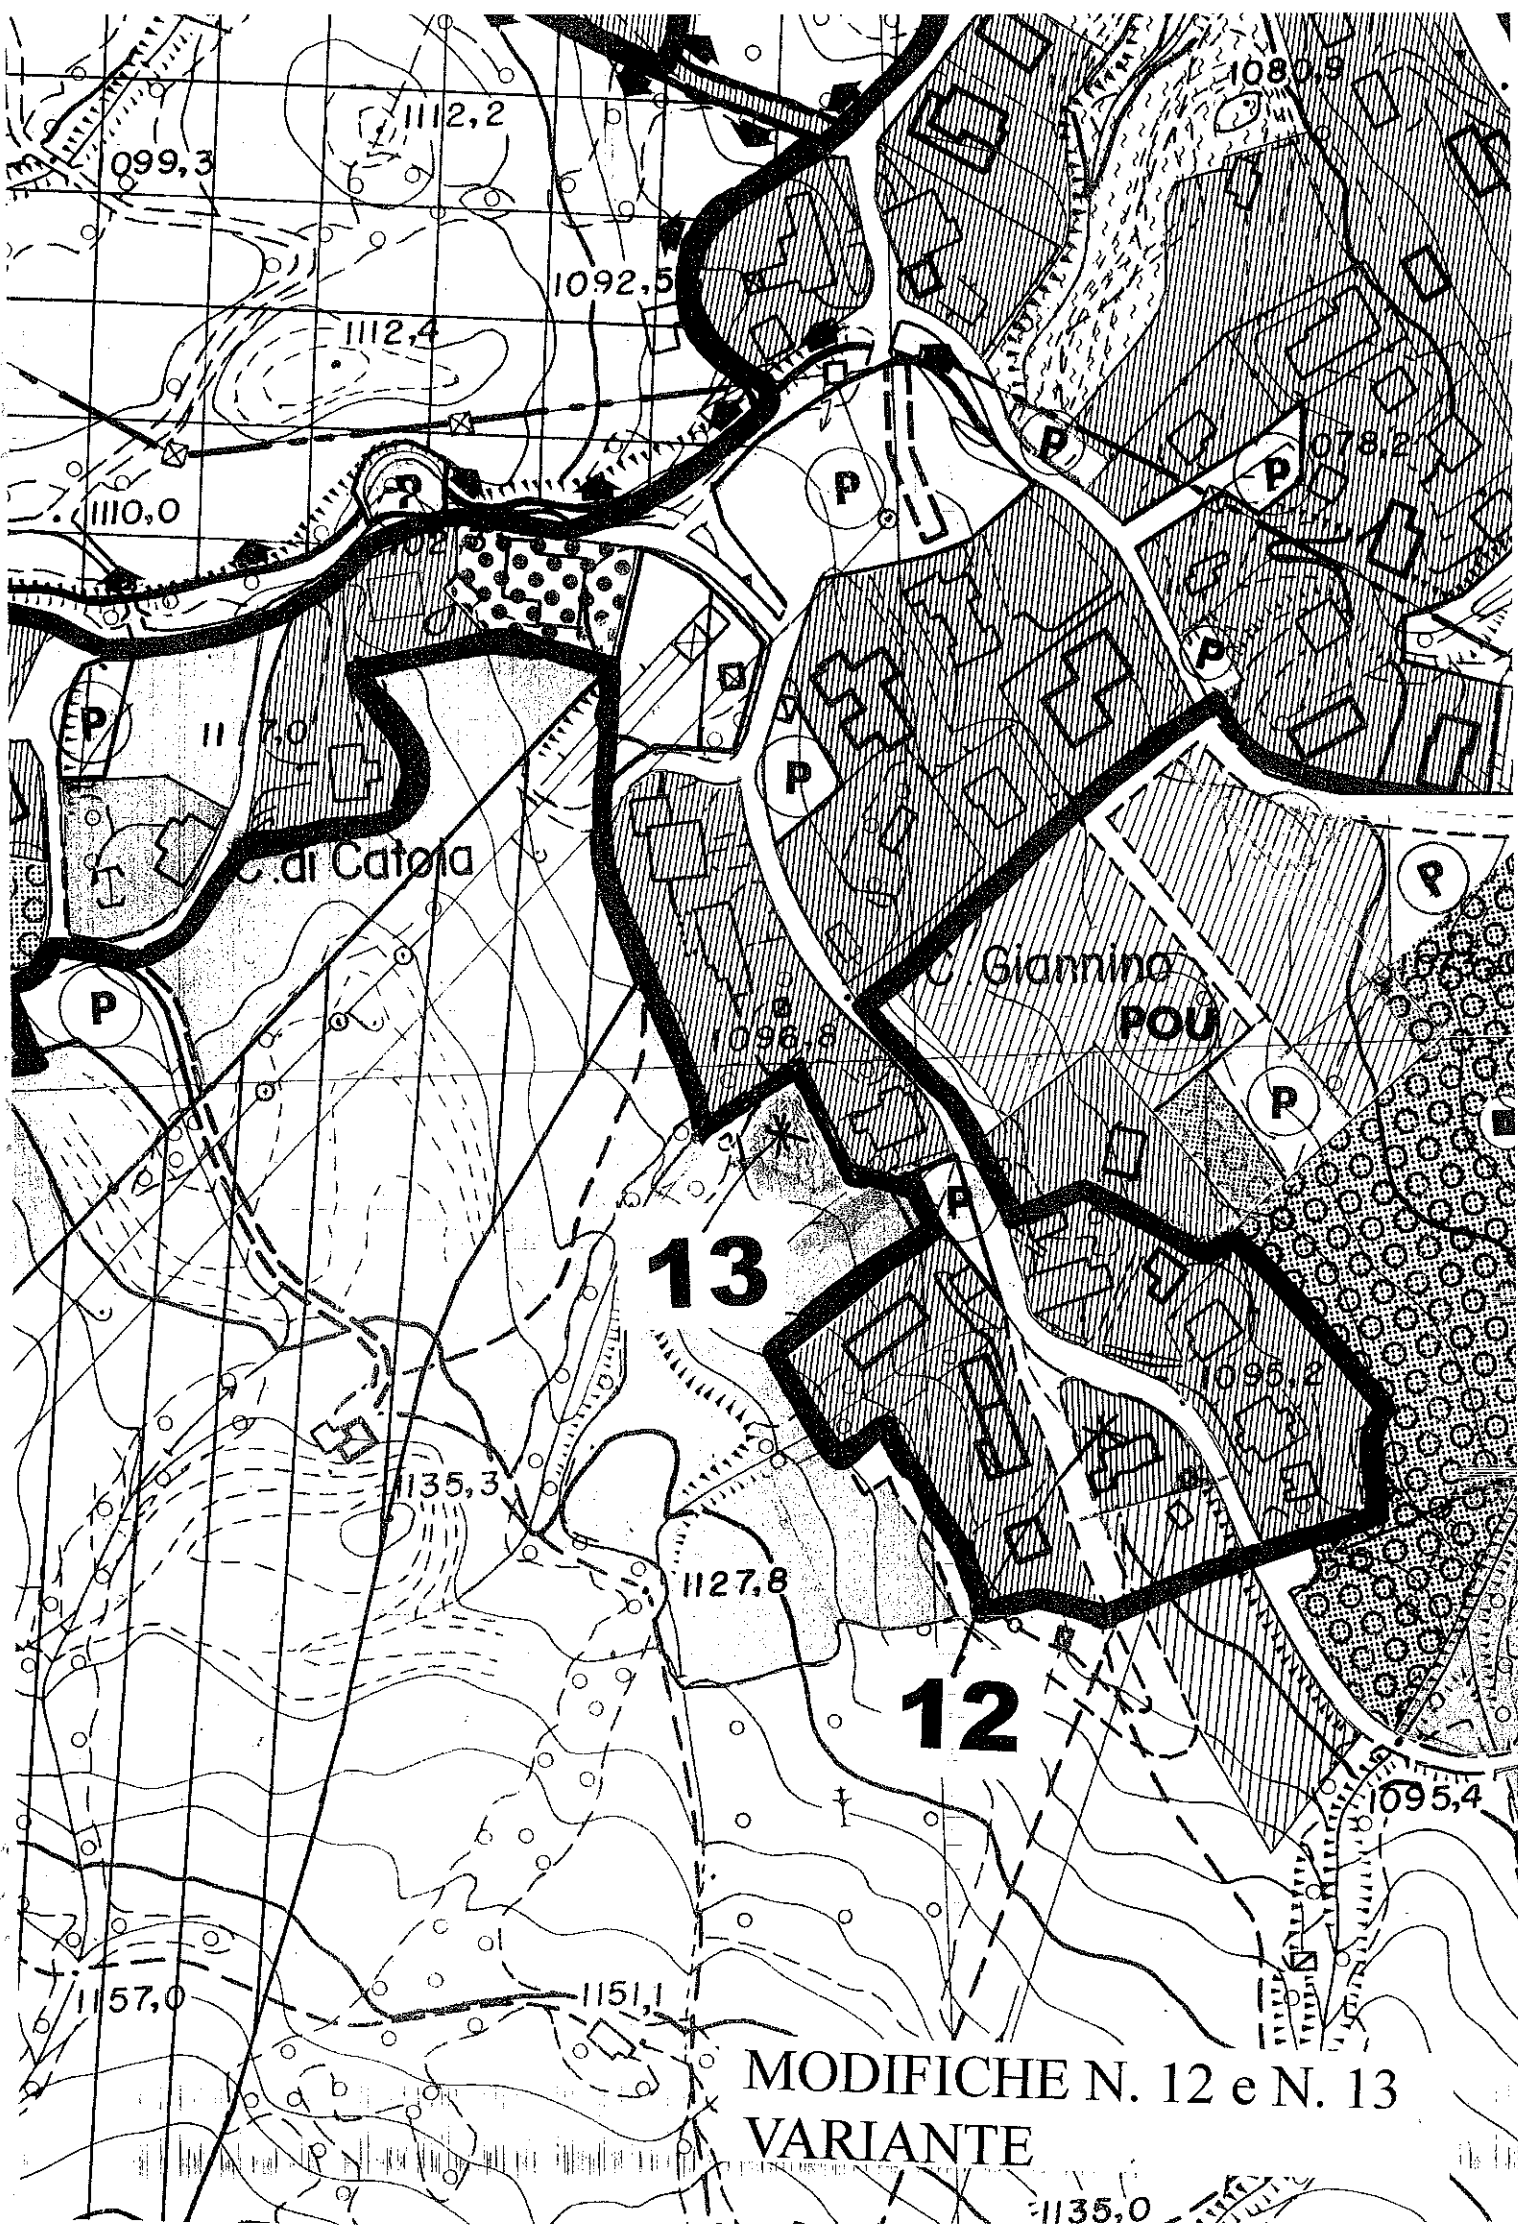 1080,9
1112,2
099,3
1092,5
1112,4
P
P
P
078,2
1110,0
P
P
P
P
C.di Catoia
P
C. Giannino
P
POU
1096,8
P
P
13
1095,2
1135,3
1127,8
12
1095,4
1157,0
1151,1
MODIFICHE N. 12 e N. 13
VARIANTE
1135,0